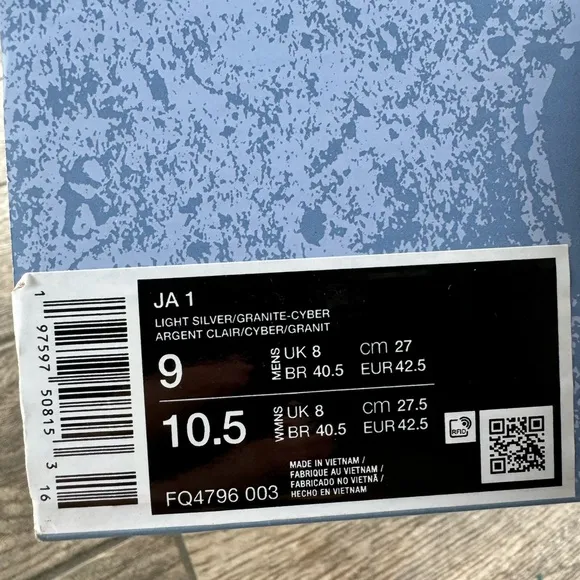 JA 1
LIGHT SILVER/GRANITE-CYBER
ARGENT CLAIR/CYBER/GRANIT
9 MENS UK 8 CM 27
BR 40.5 EUR 42.5
10.5 WMNS UK 8 CM 27.5
BR 40.5 EUR 42.5
RFID
MADE IN VIETNAM /
FABRIQUE AU VIETNAM /
FABRICADO NO VIETNÃ /
HECHO EN VIETNAM
FQ4796 003
1 97597 50815 3 16